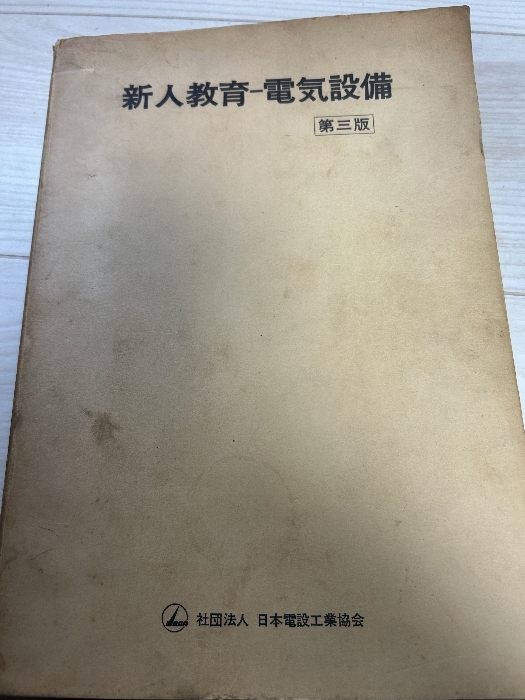 新人教育-電気設備
第三版
社団法人 日本電設工業協会